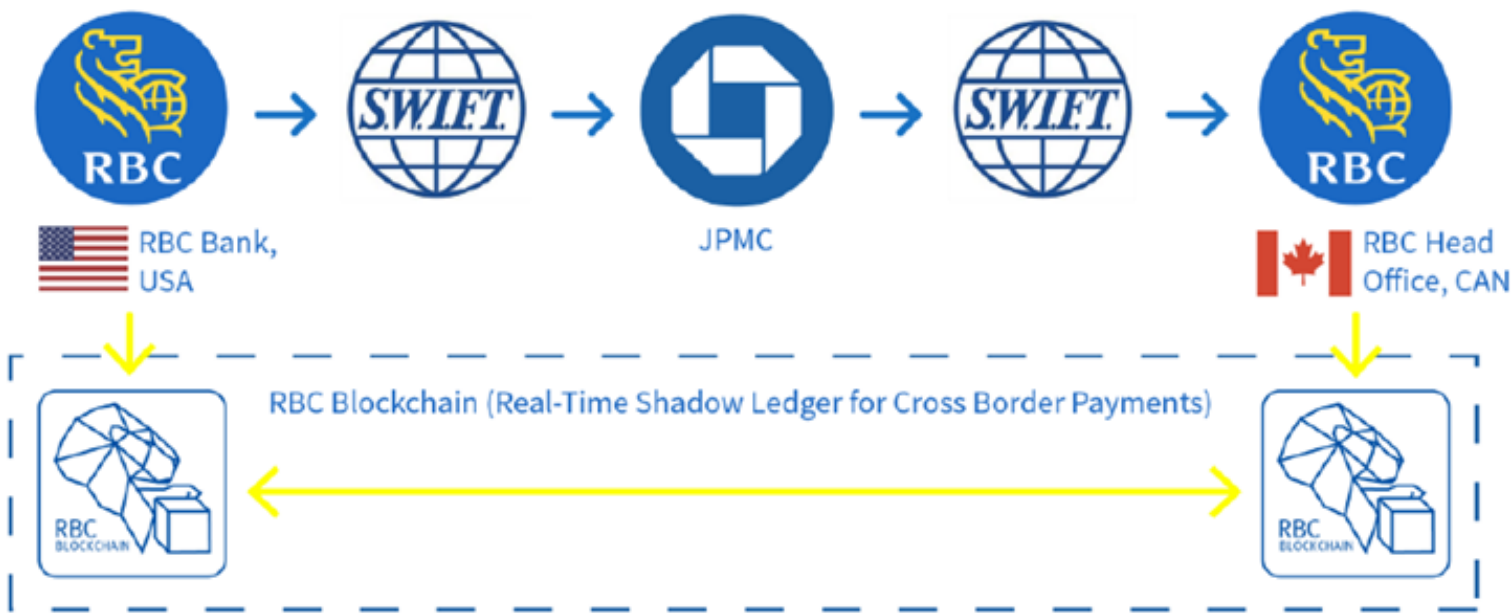 RBC
S.W.I.F.T.
S.W.I.F.T.
RBC
RBC Bank,
USA
JPMC
RBC Head
Office, CAN
RBC Blockchain (Real-Time Shadow Ledger for Cross Border Payments)
RBC
BLOCKCHAIN
RBC
BLOCKCHAIN